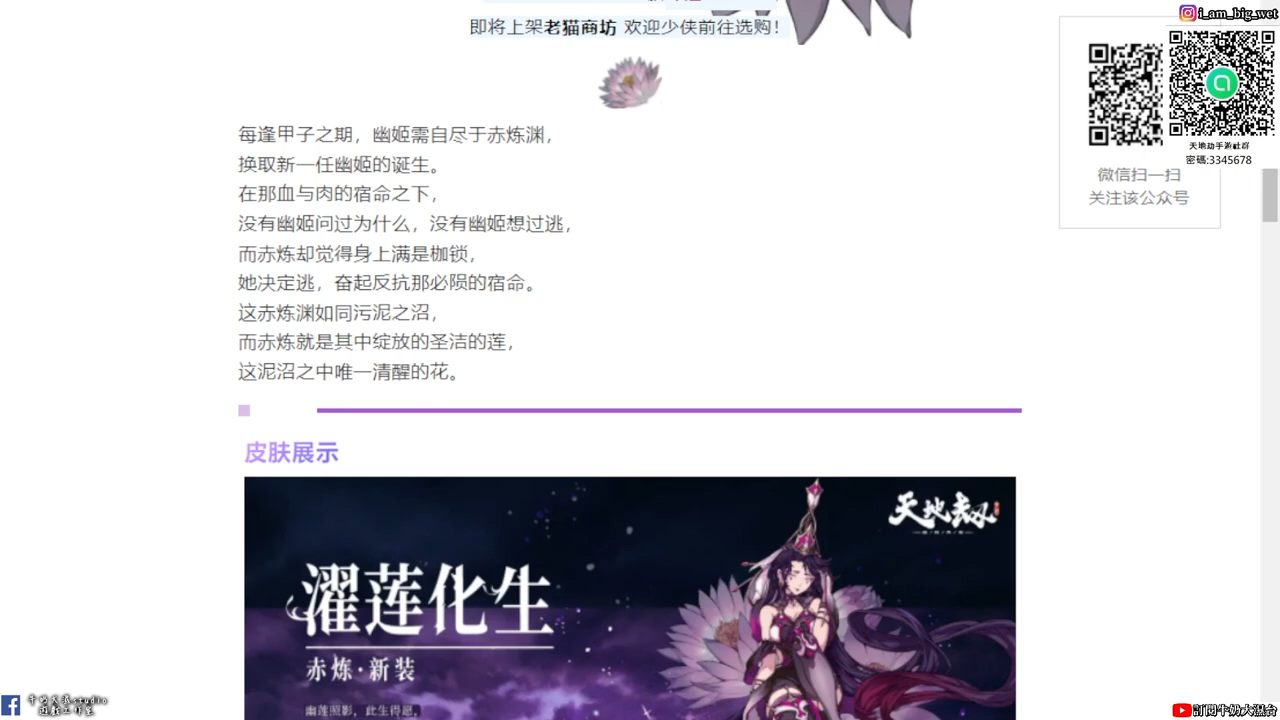 即将上架老猫商坊 欢迎少侠前往选购！
每逢甲子之期，幽姬需自尽于赤炼渊，
换取新一任幽姬的诞生。
在那血与肉的宿命之下，
没有幽姬问过为什么，没有幽姬想过逃，
而赤炼却觉得身上满是枷锁，
她决定逃，奋起反抗那必陨的宿命。
这赤炼渊如同污泥之沼，
而赤炼就是其中绽放的圣洁的莲，
这泥沼之中唯一清醒的花。
皮肤展示
天地劫
濯莲化生
赤炼·新装
幽莲照影，此生得愿。
i_am_big_wet
天地劫手游社群
密碼:3345678
微信扫一扫
关注该公众号
訂閱牛奶大濕台